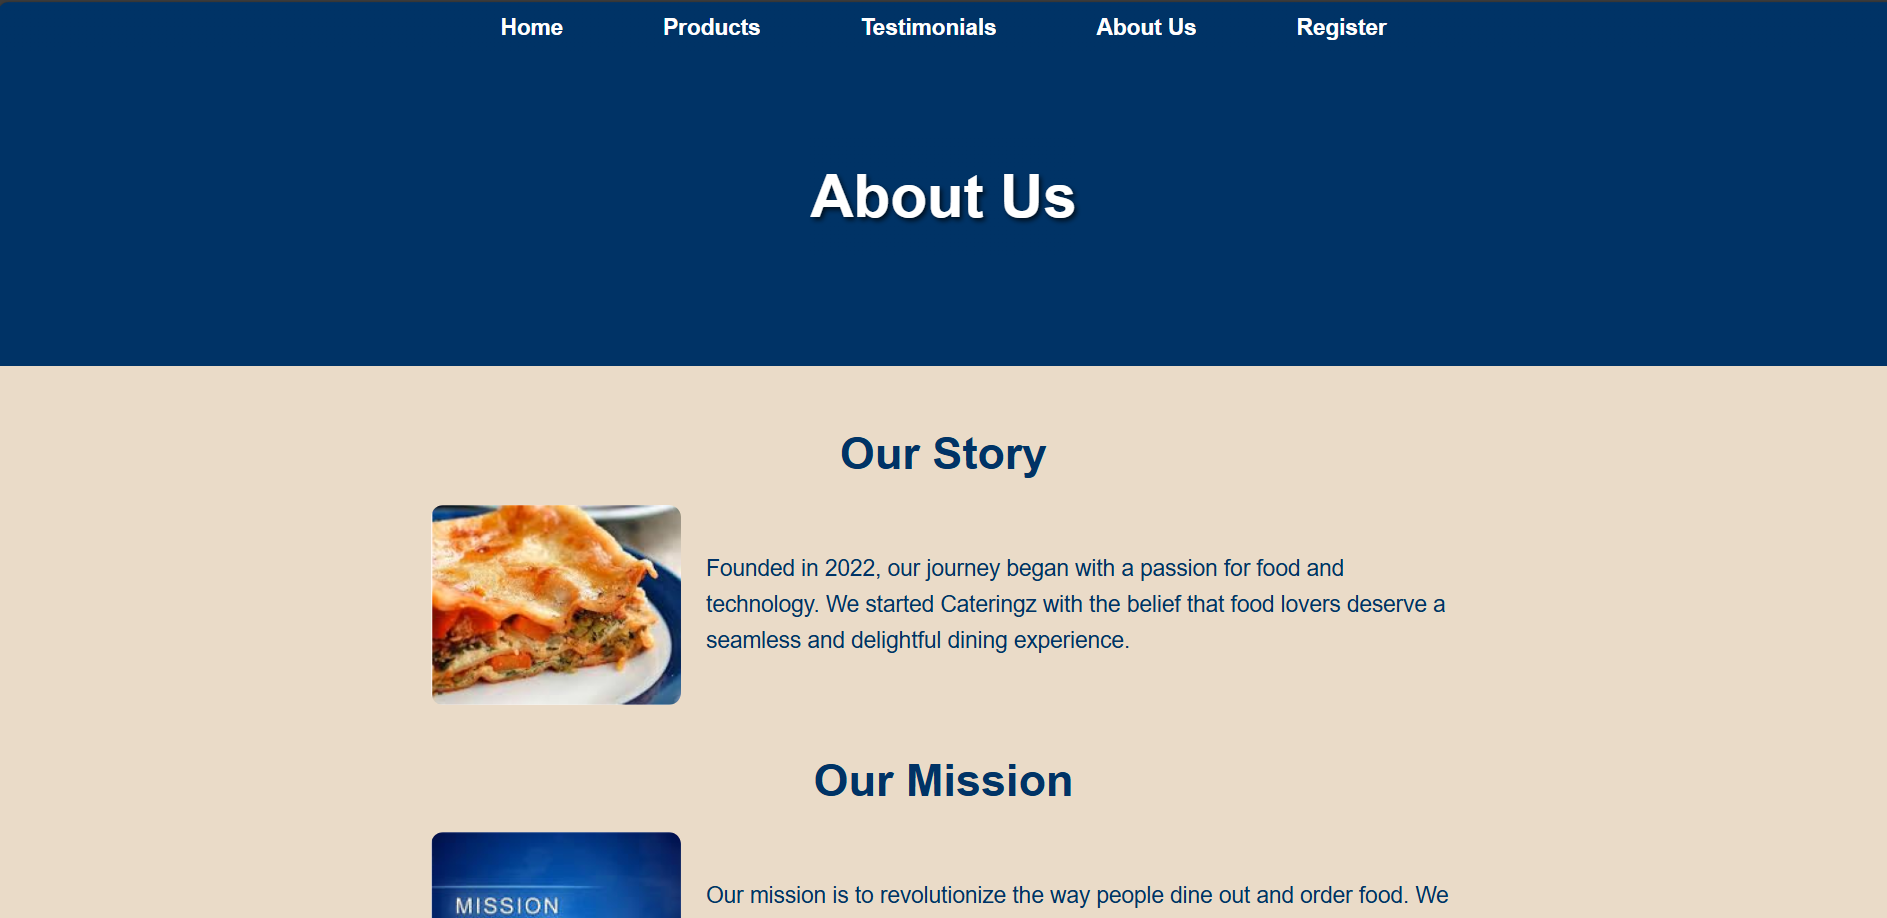 Home Products Testimonials About Us Register
About Us
Our Story
Founded in 2022, our journey began with a passion for food and
technology. We started Cateringz with the belief that food lovers deserve a
seamless and delightful dining experience.
Our Mission
MISSION
Our mission is to revolutionize the way people dine out and order food. We